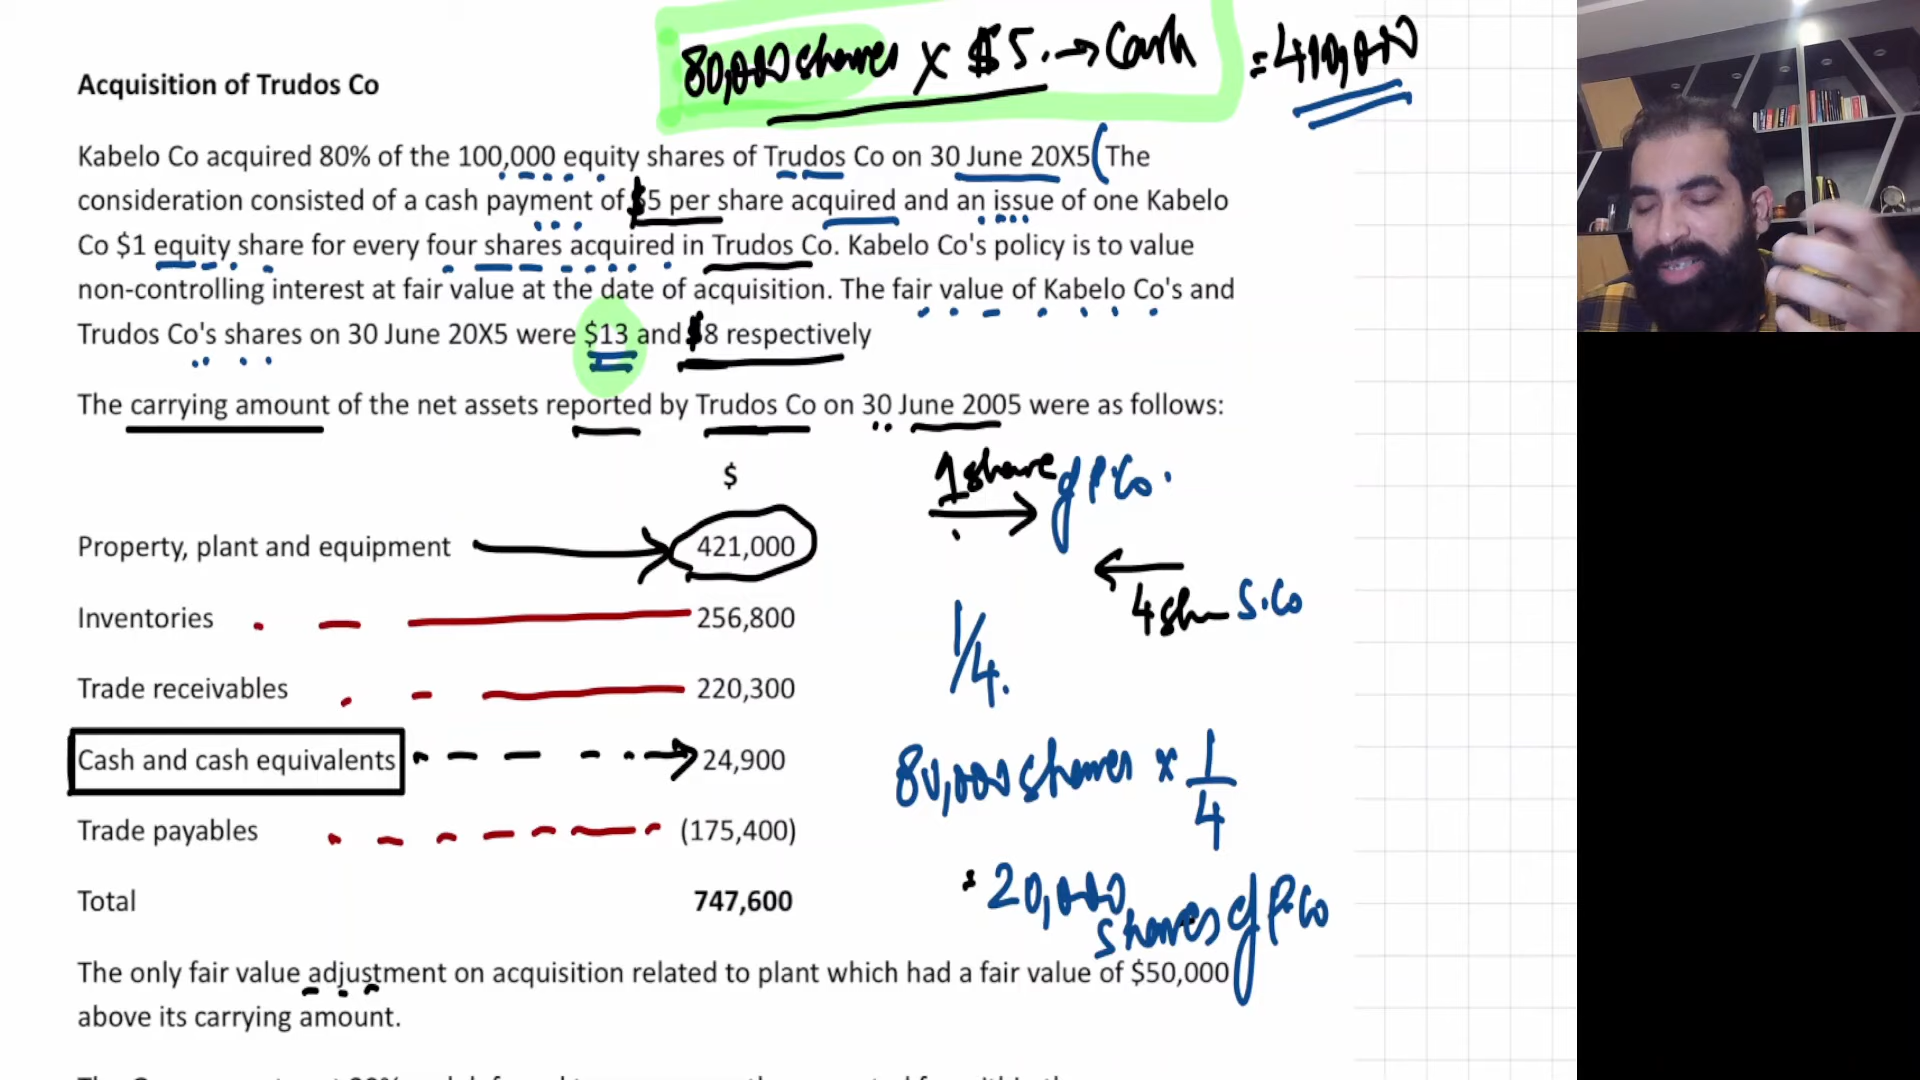 80,000 shares x $5. → Cash = 400,000
Acquisition of Trudos Co
Kabelo Co acquired 80% of the 100,000 equity shares of Trudos Co on 30 June 20X5(The
consideration consisted of a cash payment of $5 per share acquired and an issue of one Kabelo
Co $1 equity share for every four shares acquired in Trudos Co. Kabelo Co's policy is to value
non-controlling interest at fair value at the date of acquisition. The fair value of Kabelo Co's and
Trudos Co's shares on 30 June 20X5 were $13 and $8 respectively
The carrying amount of the net assets reported by Trudos Co on 30 June 2005 were as follows:
$
1 share of P.Co.
Property, plant and equipment 421,000
4 sh S.Co
Inventories 256,800
1/4.
Trade receivables 220,300
Cash and cash equivalents 24,900
80,000 shares x 1/4
Trade payables (175,400)
Total 747,600
= 20,000 shares of P.Co
The only fair value adjustment on acquisition related to plant which had a fair value of $50,000
above its carrying amount.